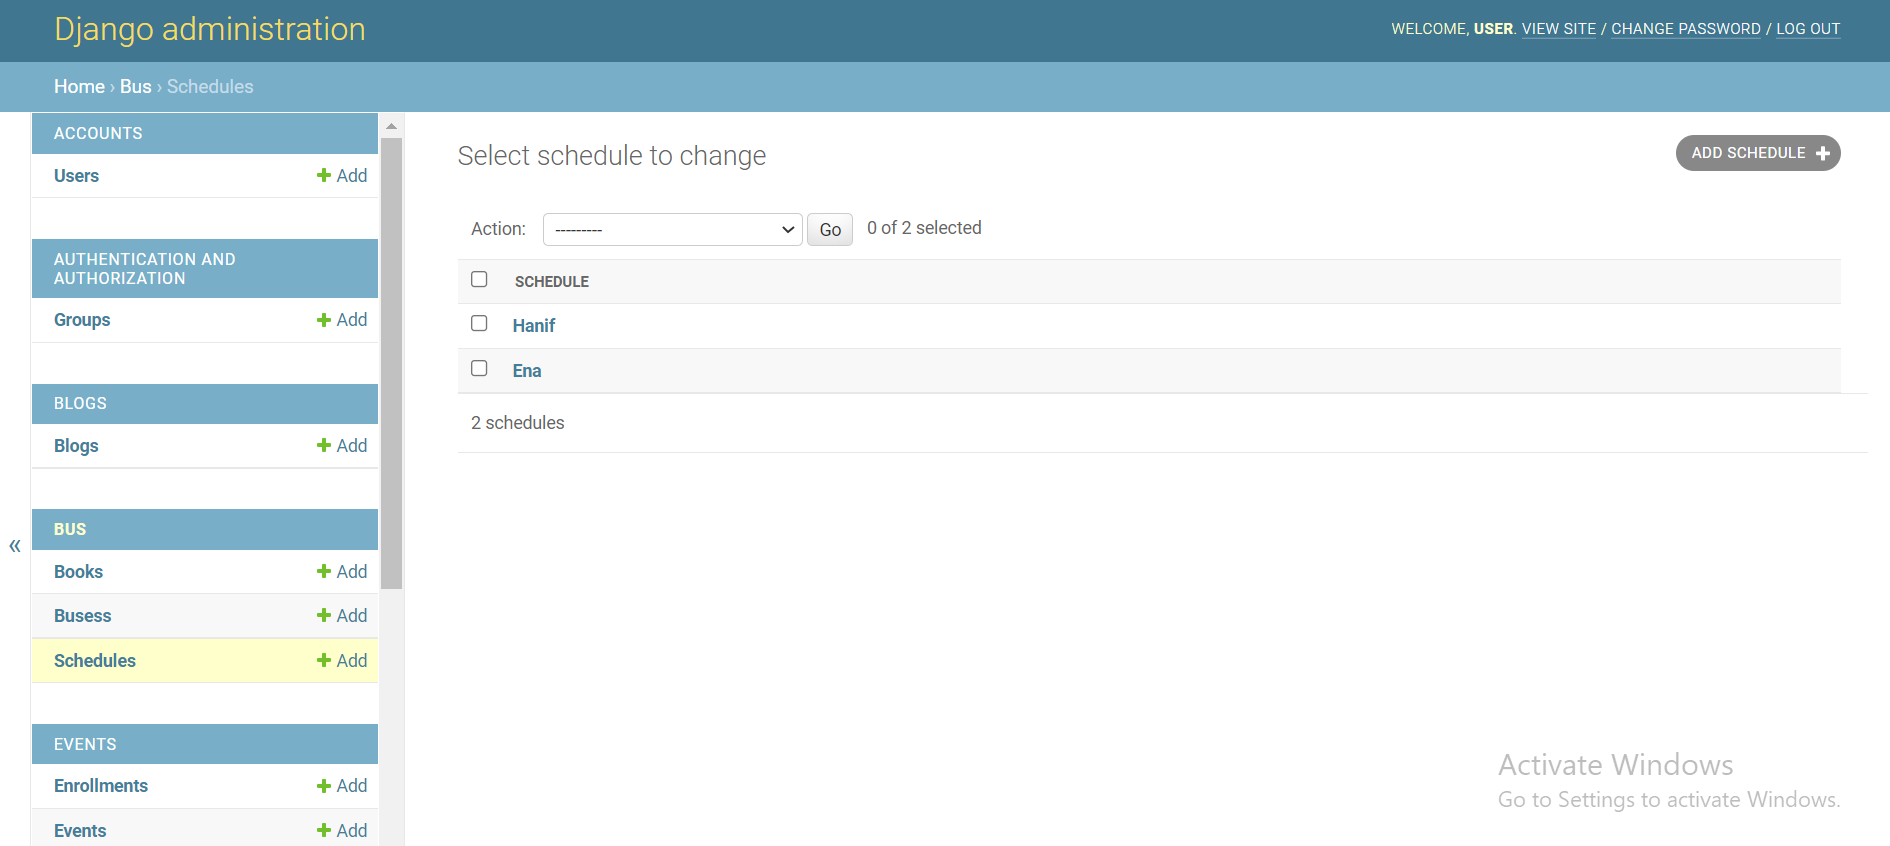 Django administration
WELCOME, USER. VIEW SITE / CHANGE PASSWORD / LOG OUT
Home › Bus › Schedules
ACCOUNTS
Users Add
AUTHENTICATION AND
AUTHORIZATION
Groups Add
BLOGS
Blogs Add
BUS
Books Add
Busess Add
Schedules Add
EVENTS
Enrollments Add
Events Add
«
Select schedule to change
ADD SCHEDULE
Action: --------- Go 0 of 2 selected
SCHEDULE
Hanif
Ena
2 schedules
Activate Windows
Go to Settings to activate Windows.